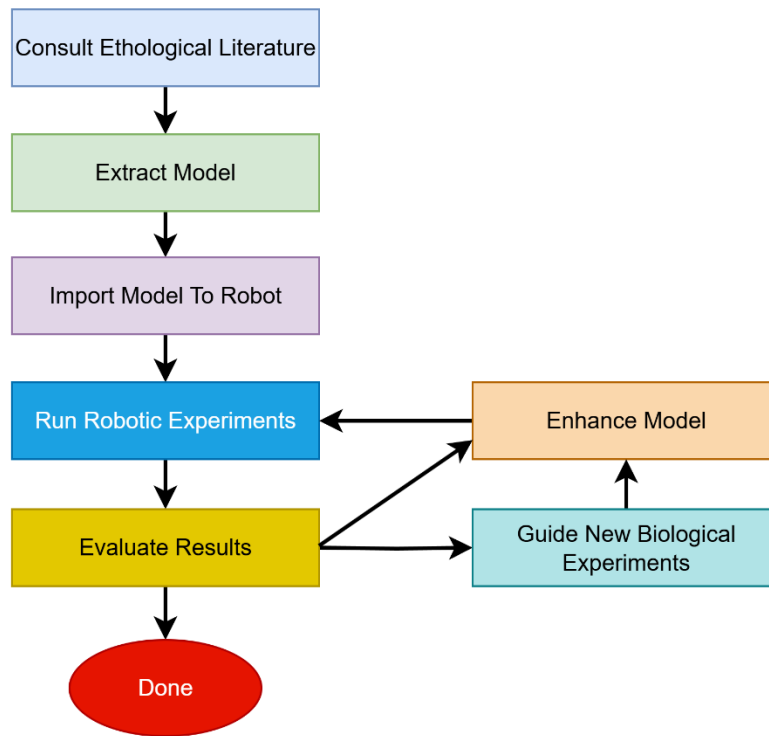 Consult Ethological Literature
Extract Model
Import Model To Robot
Run Robotic Experiments
Enhance Model
Evaluate Results
Guide New Biological
Experiments
Done